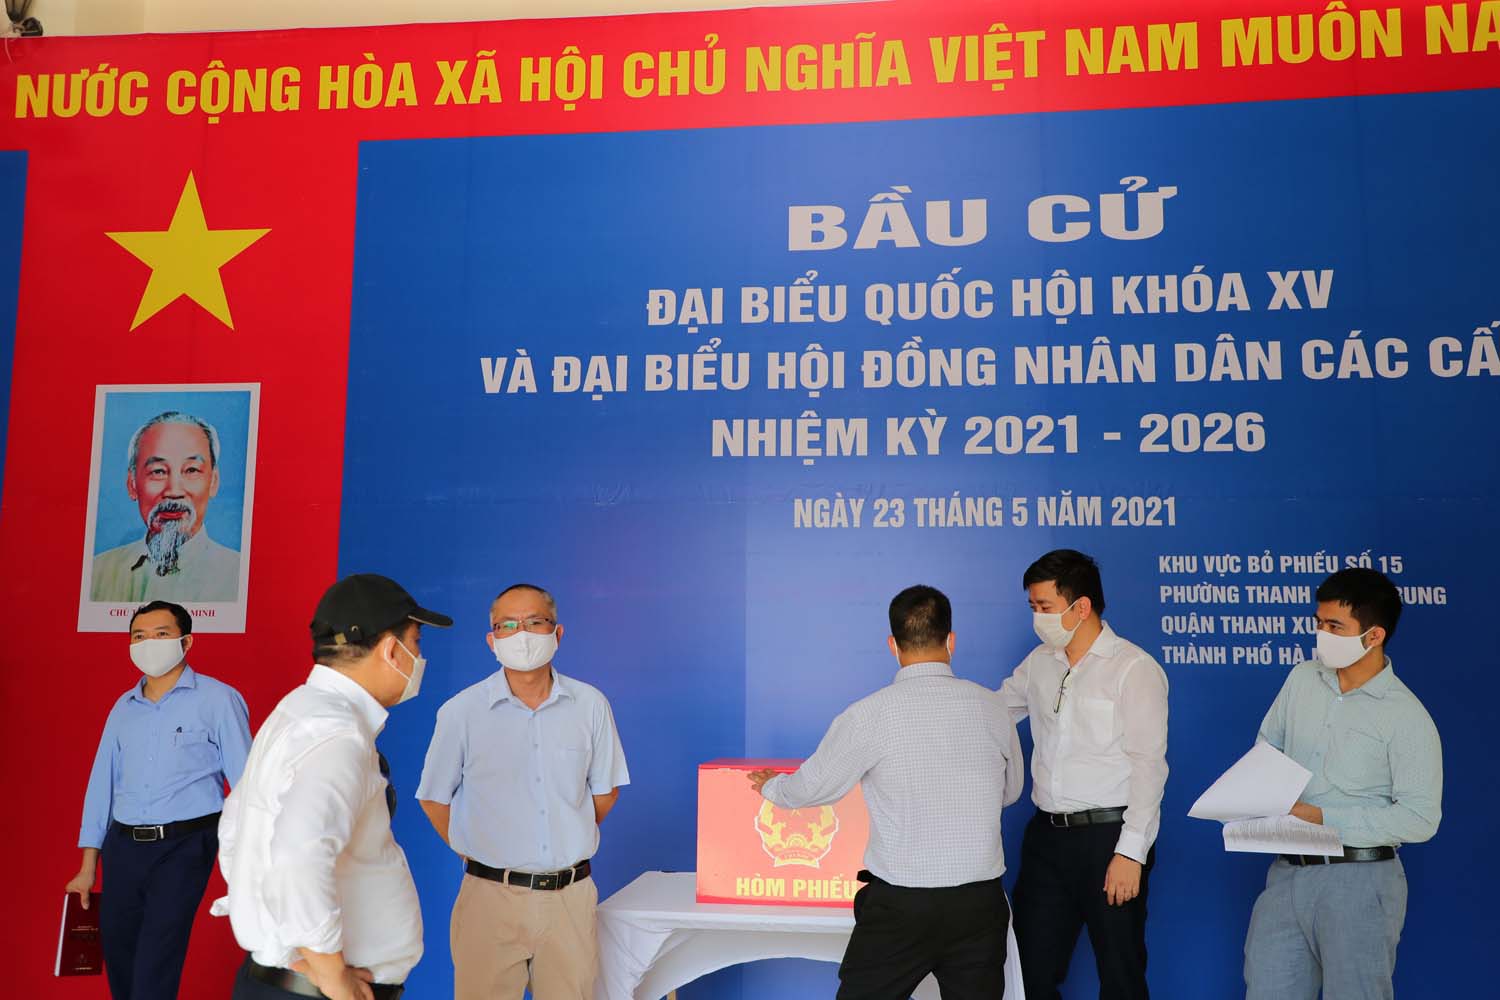 NƯỚC CỘNG HÒA XÃ HỘI CHỦ NGHĨA VIỆT NAM MUÔN
BẦU CỬ
ĐẠI BIỂU QUỐC HỘI KHÓA XV
VÀ ĐẠI BIỂU HỘI ĐỒNG NHÂN DÂN CÁC
NHIỆM KỲ 2021 - 2026
NGÀY 23 THÁNG 5 NĂM 2021
KHU VỰC BỎ PHIẾU SỐ 15
PHƯỜNG THANH
QUẬN THANH
THÀNH PHỐ HÀ
CHỦ MINH
HÒM PHIẾU